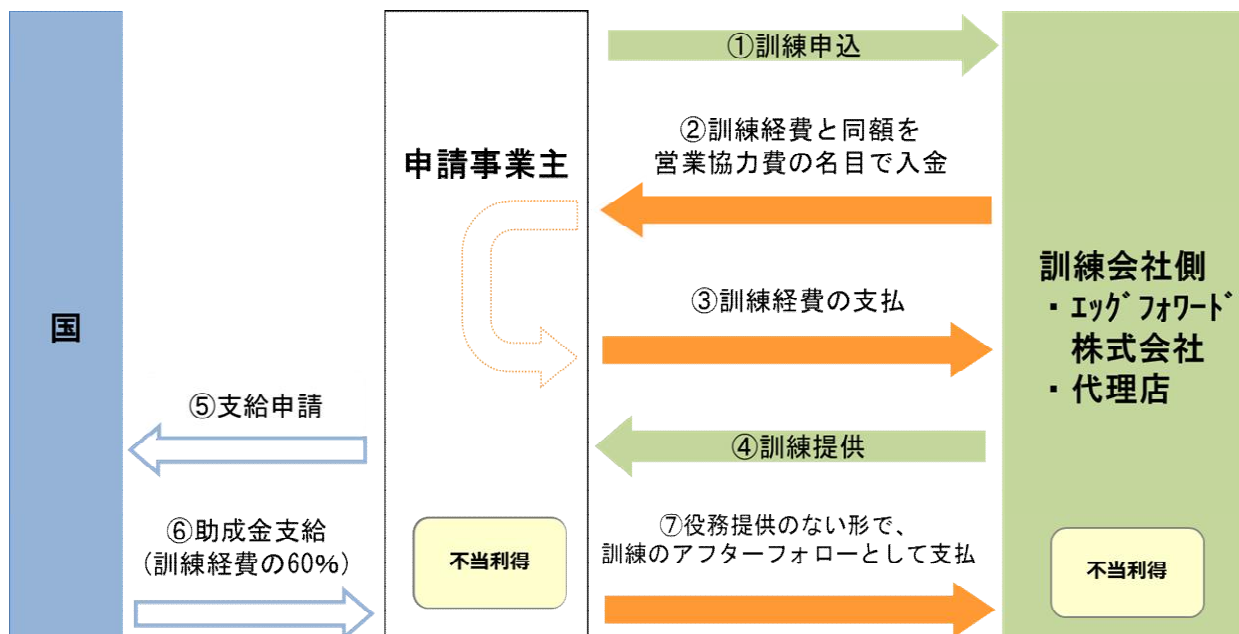 ①訓練申込
②訓練経費と同額を
営業協力費の名目で入金
申請事業主
訓練会社側
・ｴｯｸﾞﾌｫﾜｰﾄﾞ
株式会社
・代理店
③訓練経費の支払
国
⑤支給申請
④訓練提供
⑥助成金支給
(訓練経費の60%)
不当利得
⑦役務提供のない形で、
訓練のアフターフォローとして支払
不当利得